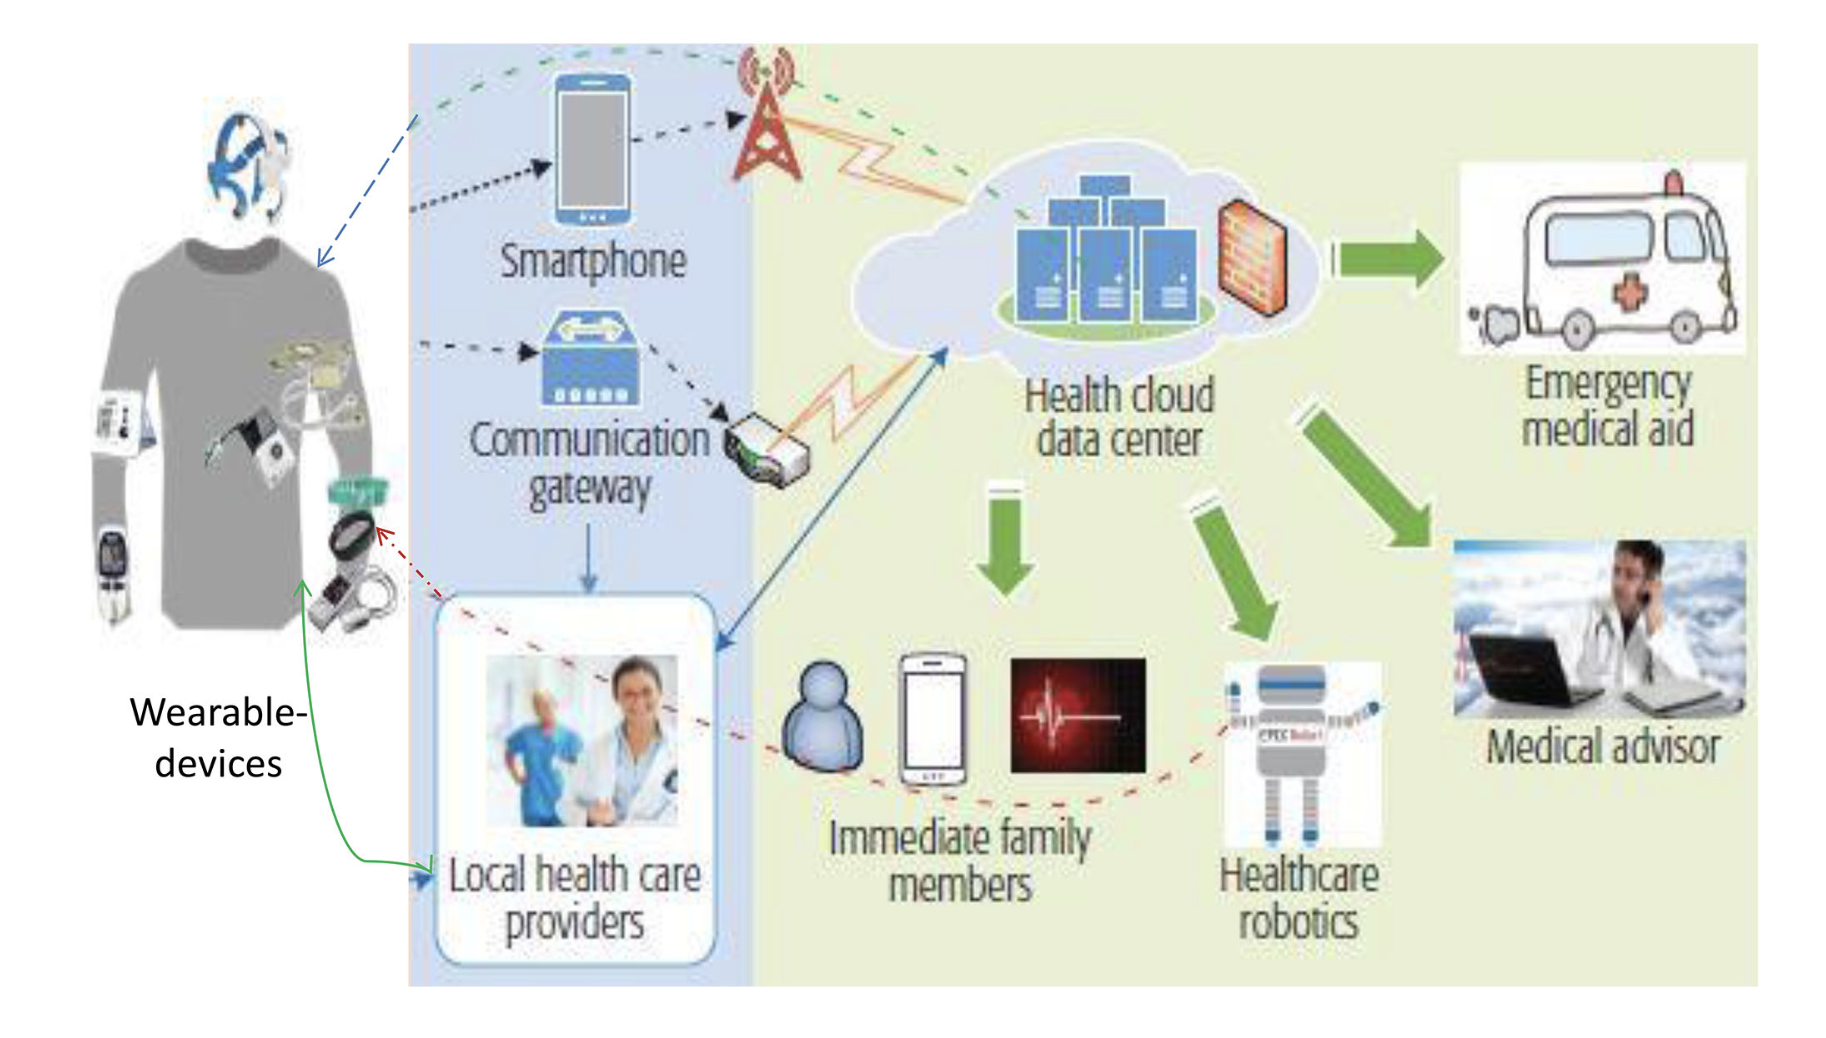 Smartphone
Communication
gateway
Health cloud
data center
Emergency
medical aid
Wearable-
devices
Local health care
providers
Immediate family
members
Healthcare
robotics
Medical advisor